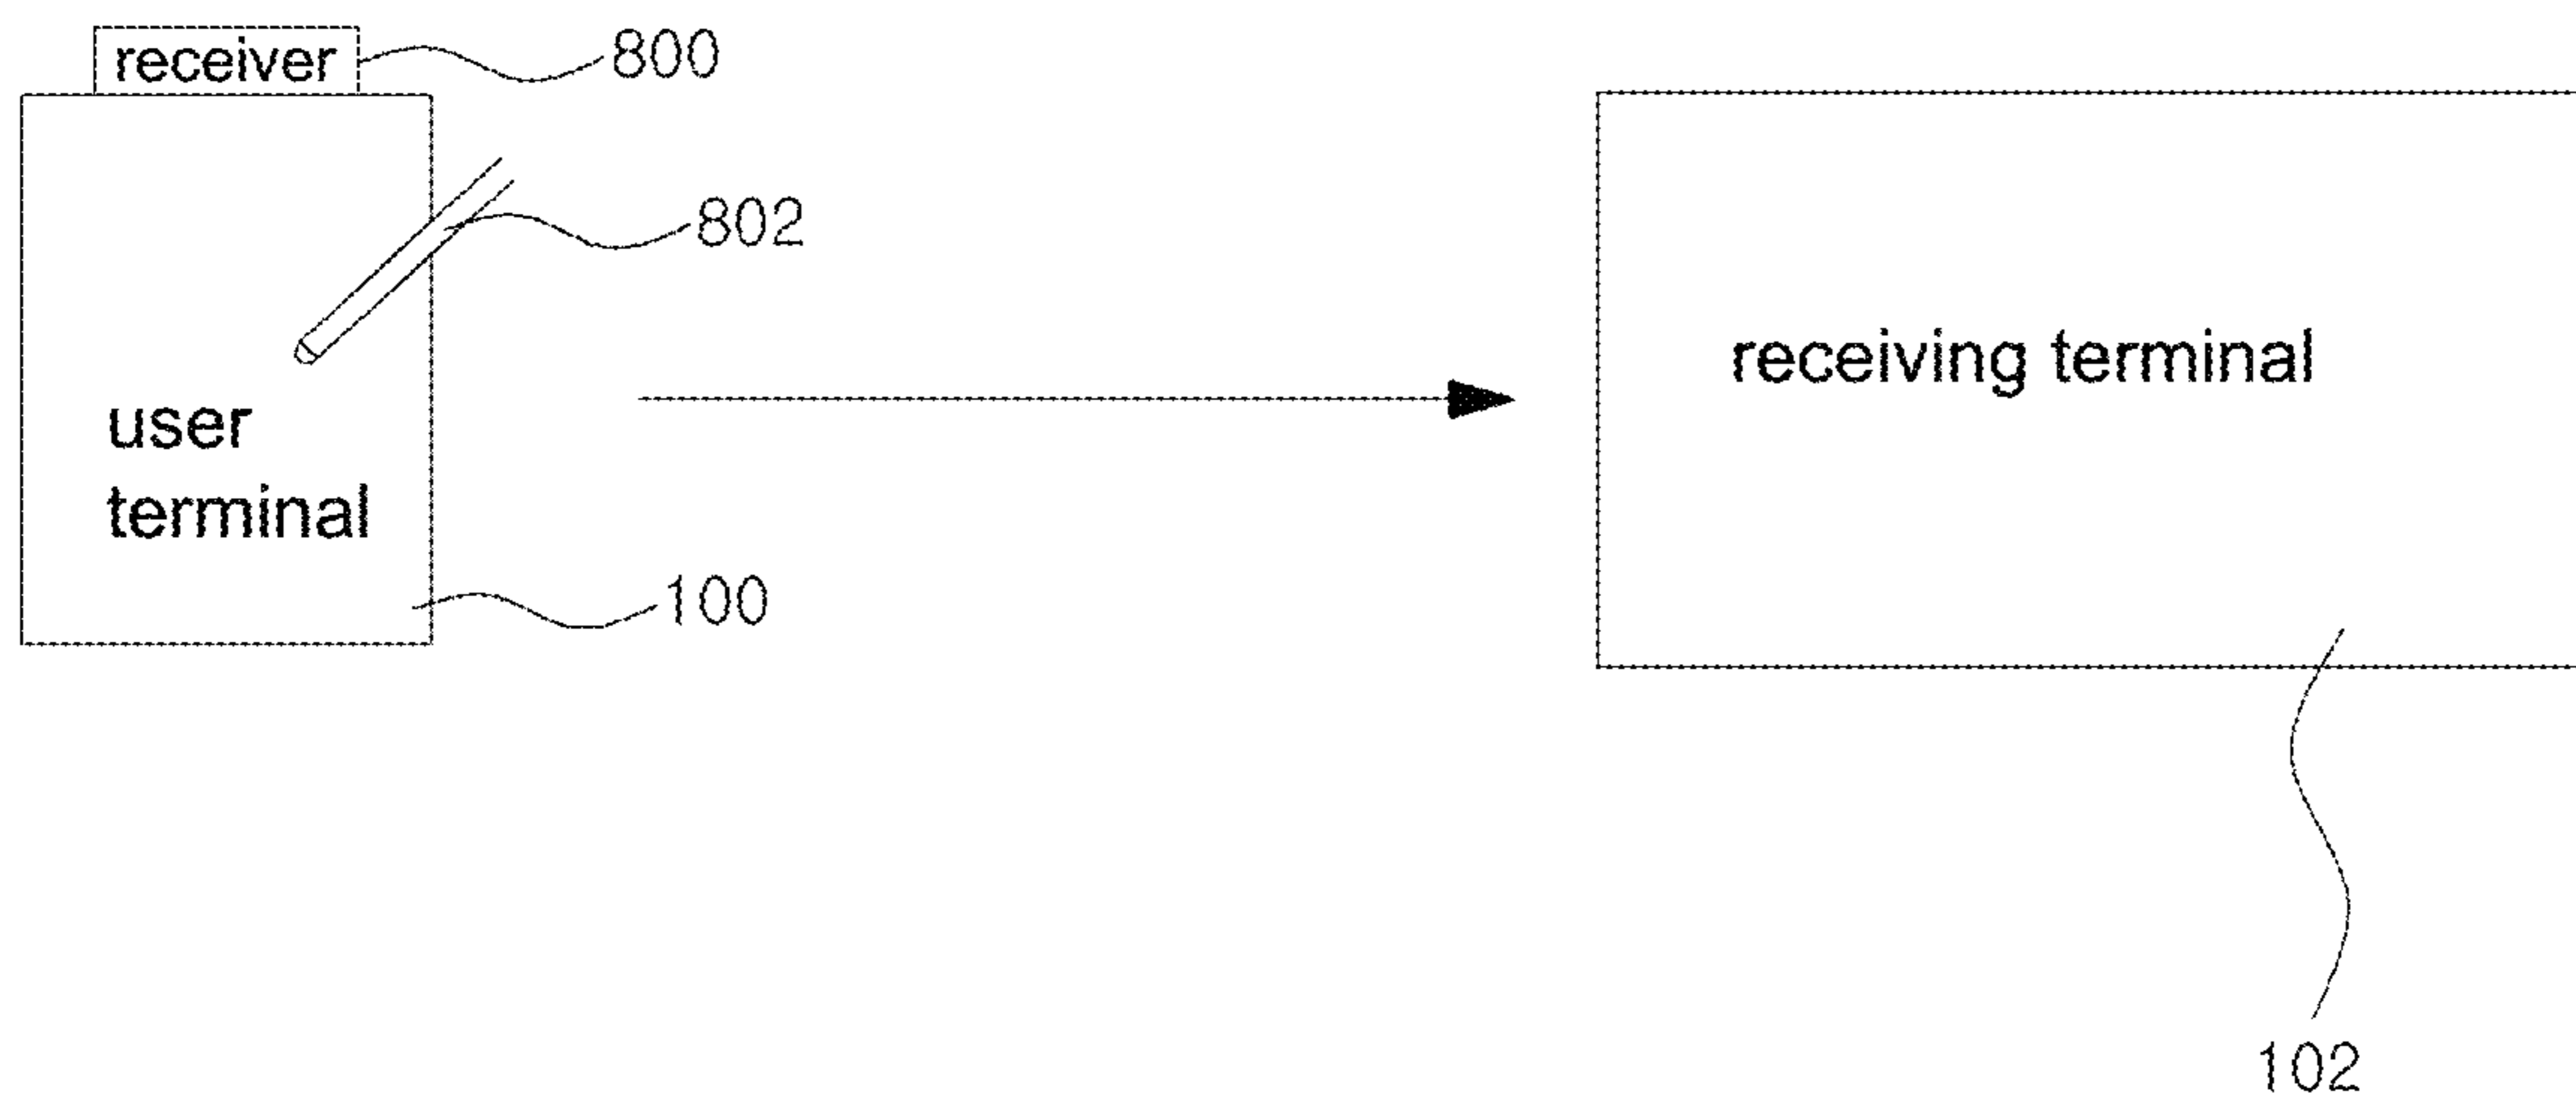 receiver
800
802
receiving terminal
user
terminal
100
102